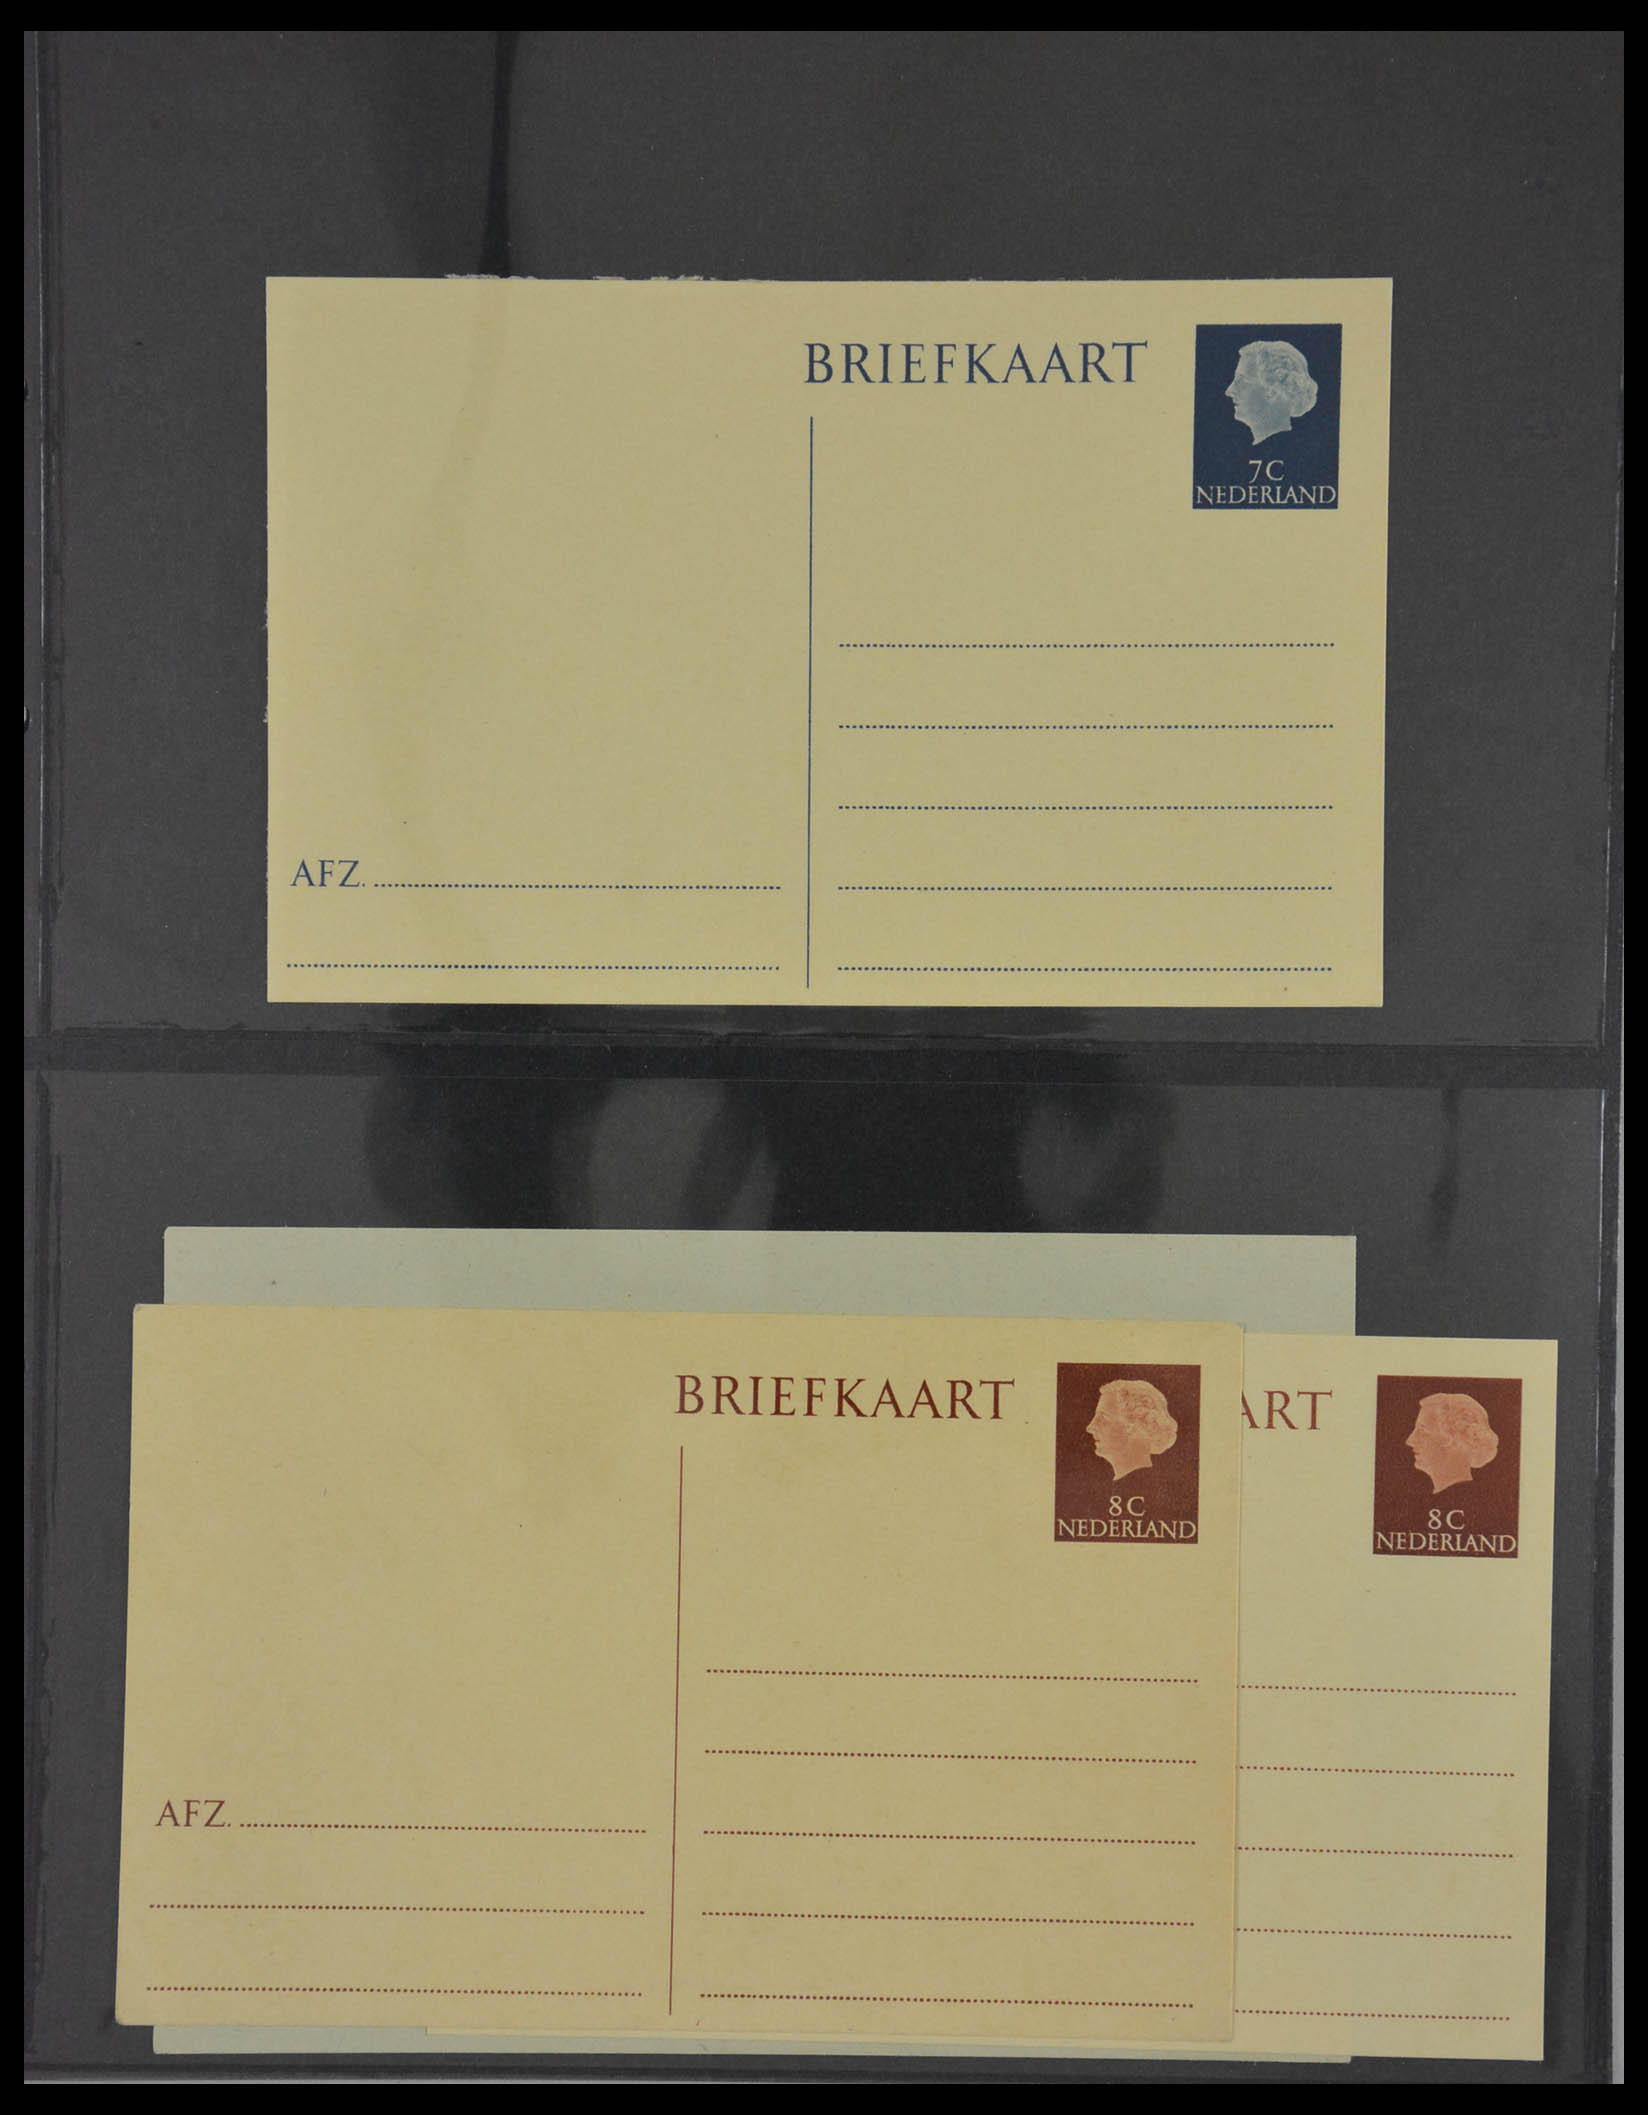 BRIEFKAART
7C
NEDERLAND
AFZ.
BRIEFKAART
8C
NEDERLAND
AFZ.
ART
8C
NEDERLAND